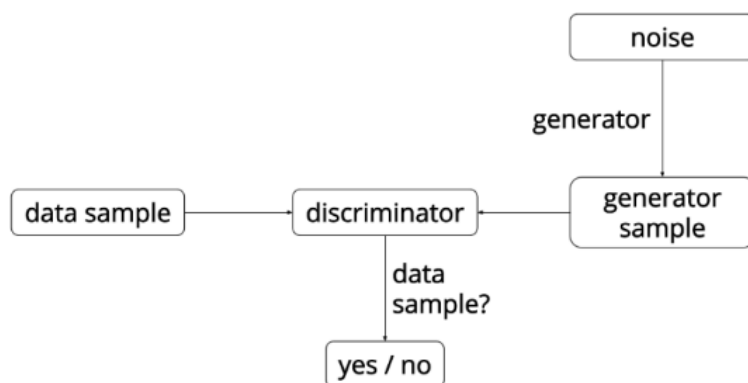 noise
generator
data sample
discriminator
generator
sample
data
sample?
yes / no